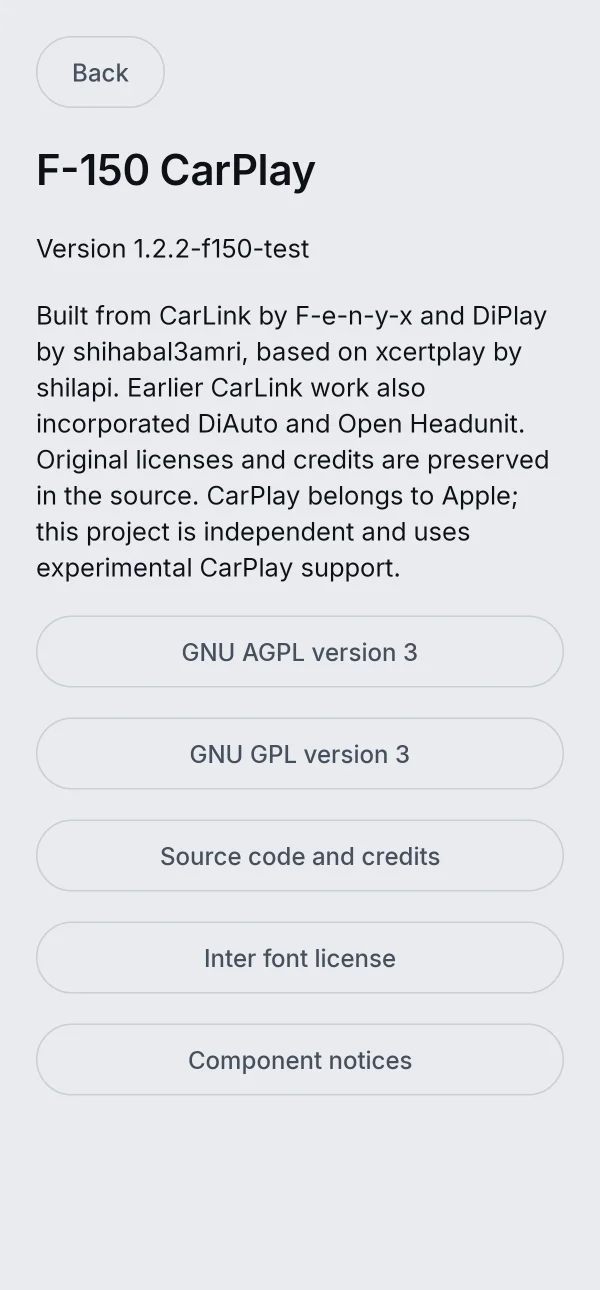 Back
F-150 CarPlay
Version 1.2.2-f150-test
Built from CarLink by F-e-n-y-x and DiPlay
by shihabal3amri, based on xcertplay by
shilapi. Earlier CarLink work also
incorporated DiAuto and Open Headunit.
Original licenses and credits are preserved
in the source. CarPlay belongs to Apple;
this project is independent and uses
experimental CarPlay support.
GNU AGPL version 3
GNU GPL version 3
Source code and credits
Inter font license
Component notices